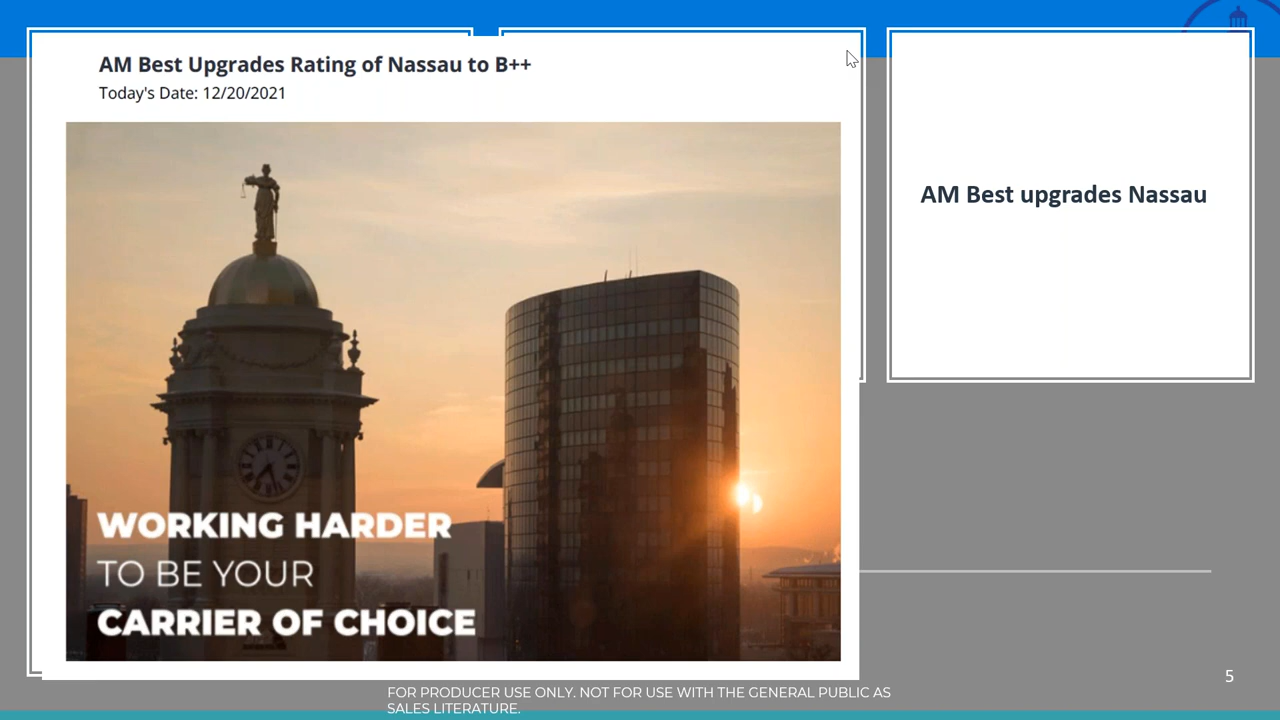 AM Best Upgrades Rating of Nassau to B++
Today's Date: 12/20/2021
WORKING HARDER
TO BE YOUR
CARRIER OF CHOICE
AM Best upgrades Nassau
5
FOR PRODUCER USE ONLY. NOT FOR USE WITH THE GENERAL PUBLIC AS
SALES LITERATURE.